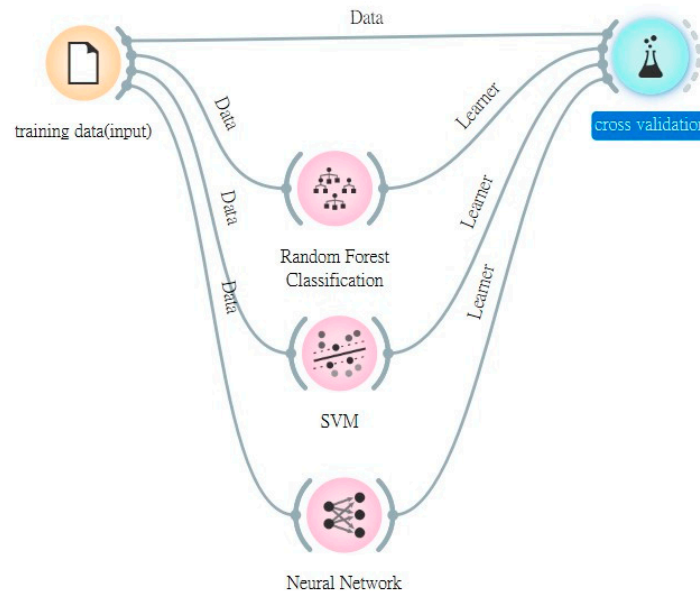 Data
training data(input)
cross validation
Data
Learner
Random Forest
Classification
Data
Learner
Data
Learner
SVM
Neural Network